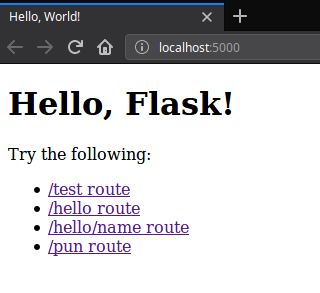 Hello, World!
localhost:5000
Hello, Flask!
Try the following:
/test route
/hello route
/hello/name route
/pun route